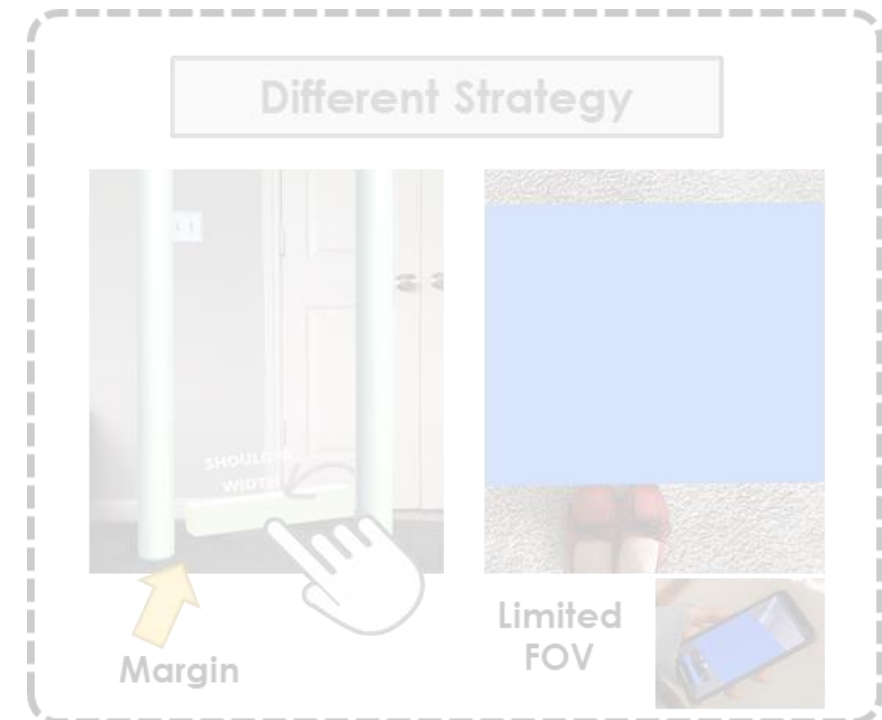 Different Strategy
SHOULDER
WIDTH
Margin
Limited
FOV